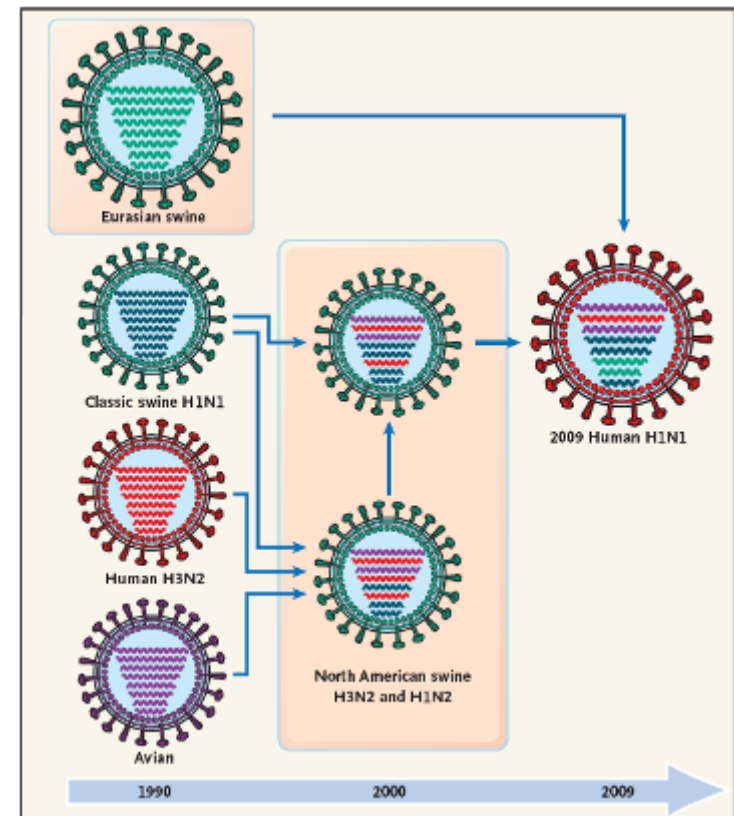 Eurasian swine
Classic swine H1N1
2009 Human H1N1
Human H3N2
North American swine
H3N2 and H1N2
Avian
1990
2000
2009